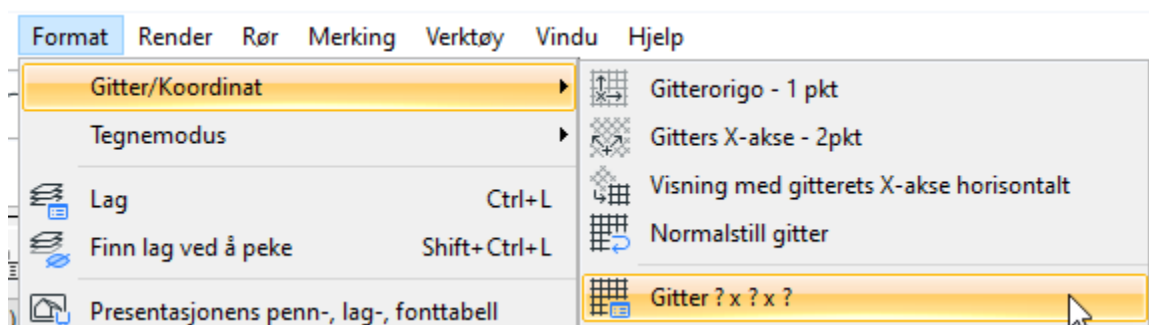 Format Render Rør Merking Verktøy Vindu Hjelp
Gitter/Koordinat
Tegnemodus
Lag Ctrl+L
Finn lag ved å peke Shift+Ctrl+L
Presentasjonens penn-, lag-, fonttabell
Gitterorigo - 1 pkt
Gitters X-akse - 2pkt
Visning med gitterets X-akse horisontalt
Normalstill gitter
Gitter ? x ? x ?